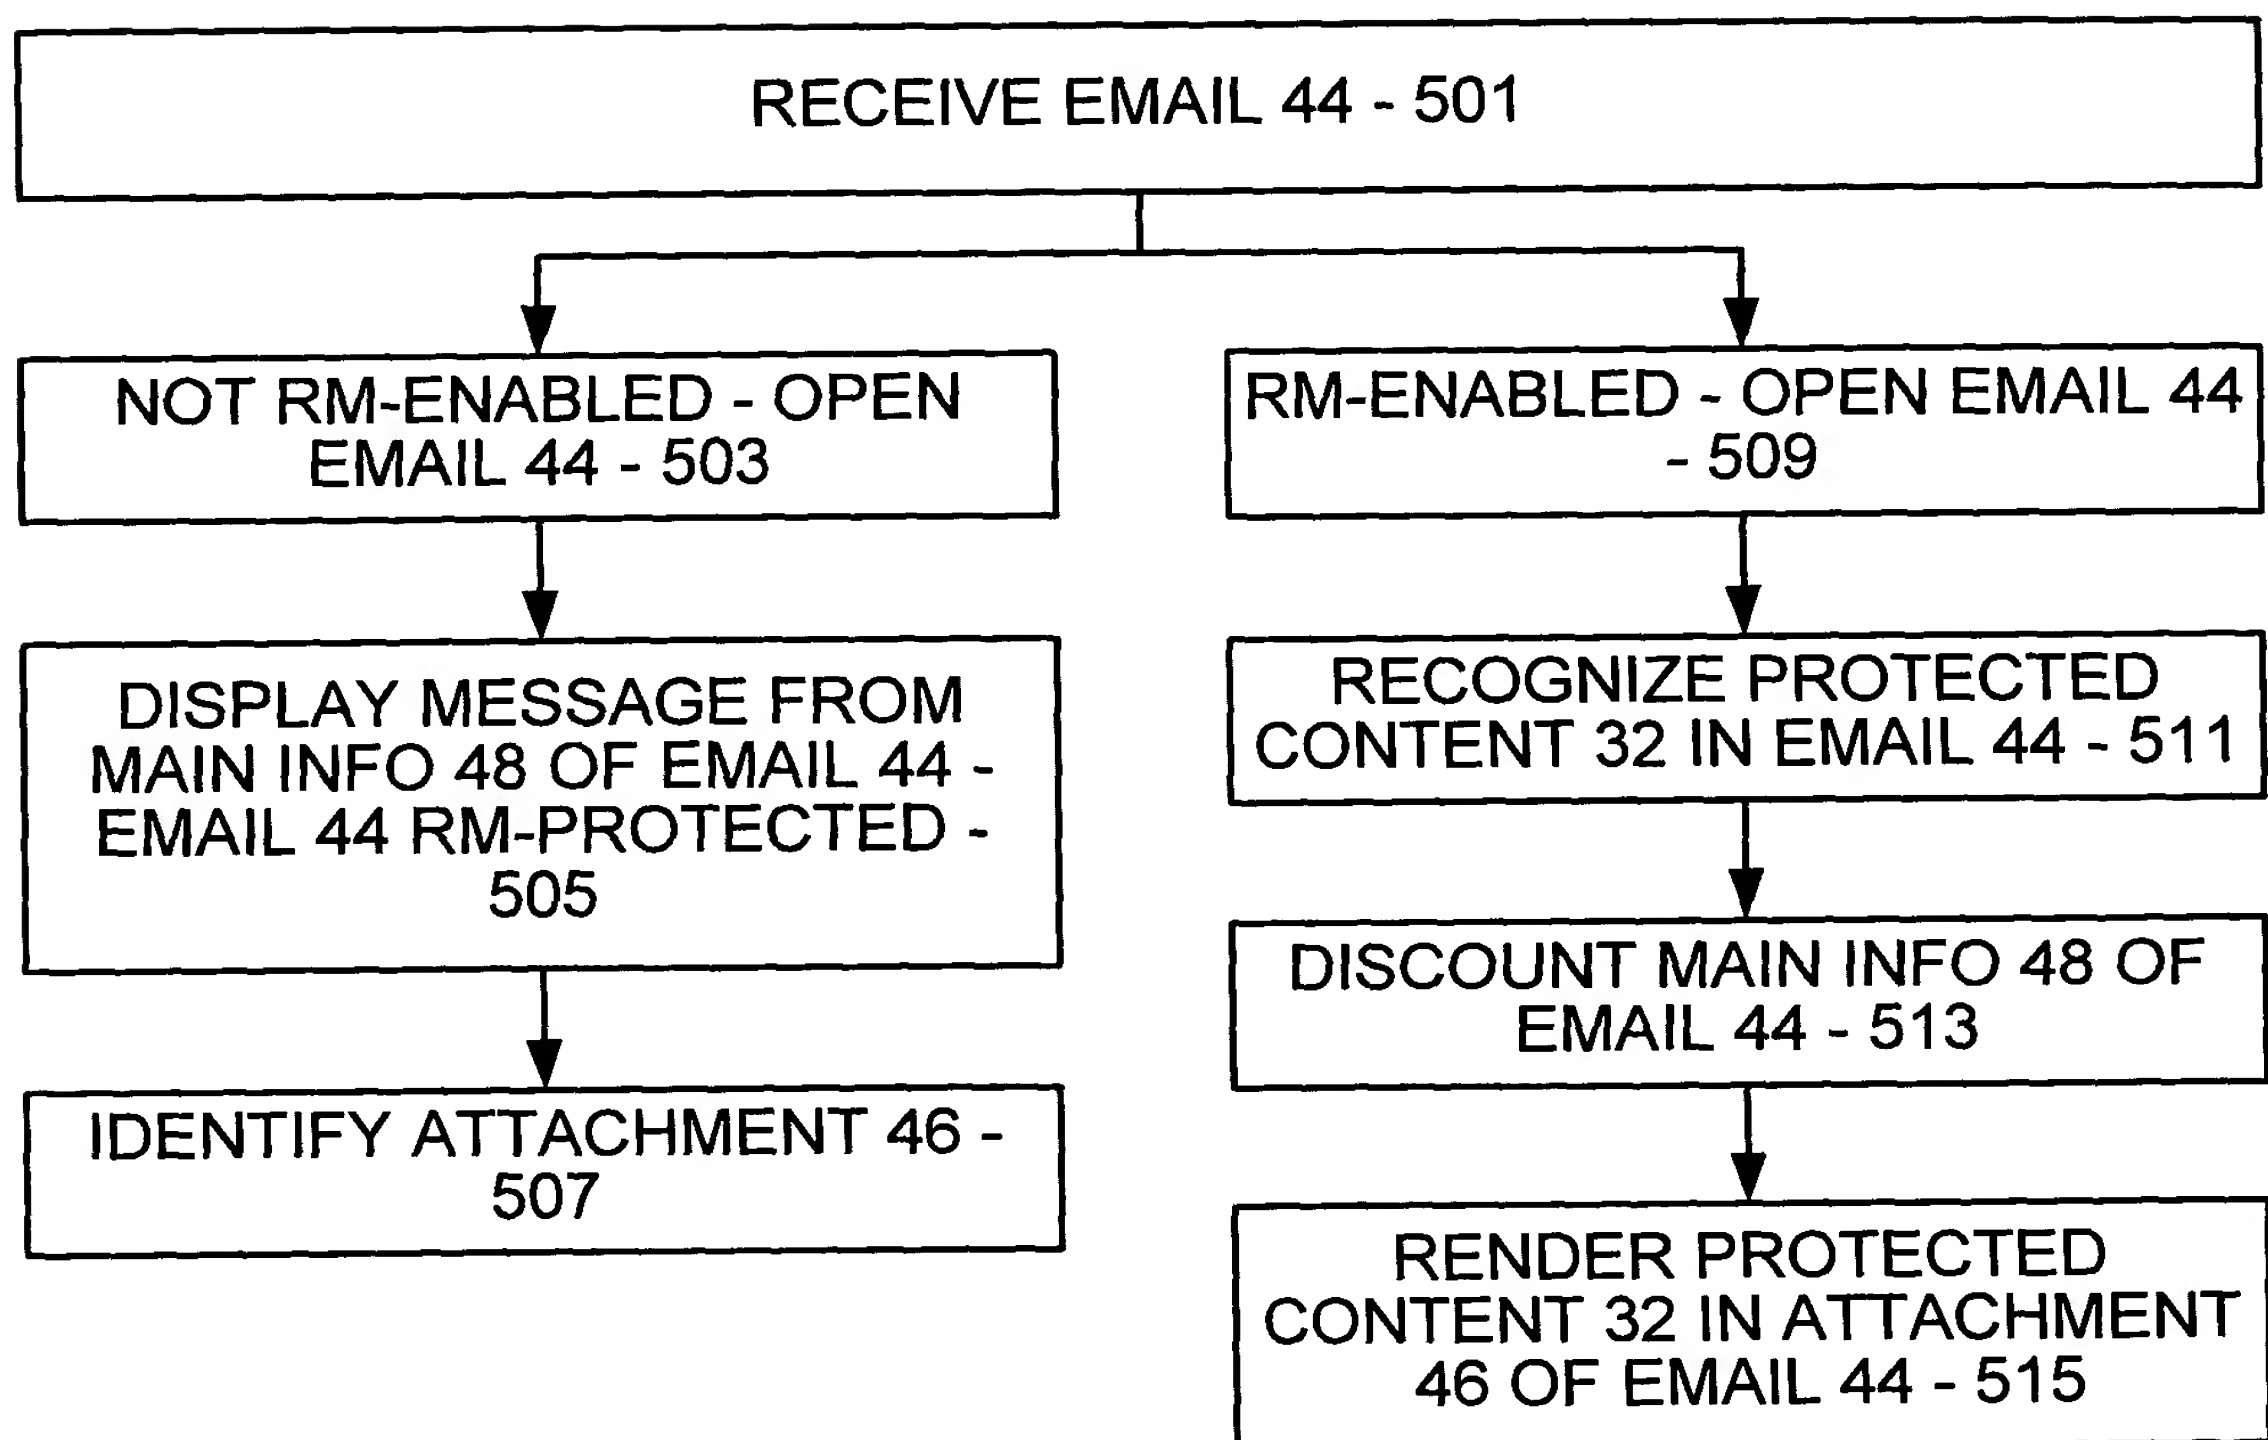 RECEIVE EMAIL 44 - 501
NOT RM-ENABLED - OPEN
EMAIL 44 - 503
DISPLAY MESSAGE FROM
MAIN INFO 48 OF EMAIL 44 -
EMAIL 44 RM-PROTECTED -
505
IDENTIFY ATTACHMENT 46 -
507
RM-ENABLED - OPEN EMAIL 44
- 509
RECOGNIZE PROTECTED
CONTENT 32 IN EMAIL 44 - 511
DISCOUNT MAIN INFO 48 OF
EMAIL 44 - 513
RENDER PROTECTED
CONTENT 32 IN ATTACHMENT
46 OF EMAIL 44 - 515